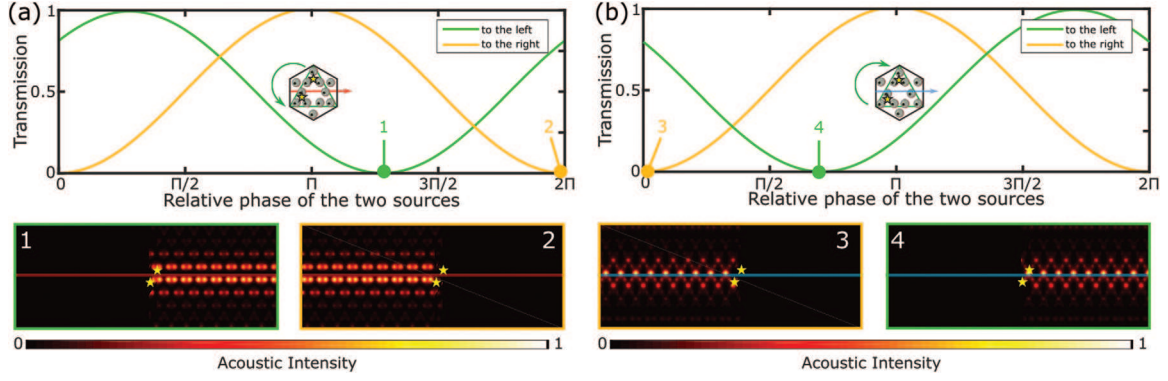 (a)
1
0.5
0
Transmission
to the left
to the right
1
2
0
Π/2
Π
3Π/2
2Π
Relative phase of the two sources
1
2
0
1
Acoustic Intensity
(b)
1
0.5
0
Transmission
to the left
to the right
3
4
0
Π/2
Π
3Π/2
2Π
Relative phase of the two sources
3
4
0
1
Acoustic Intensity